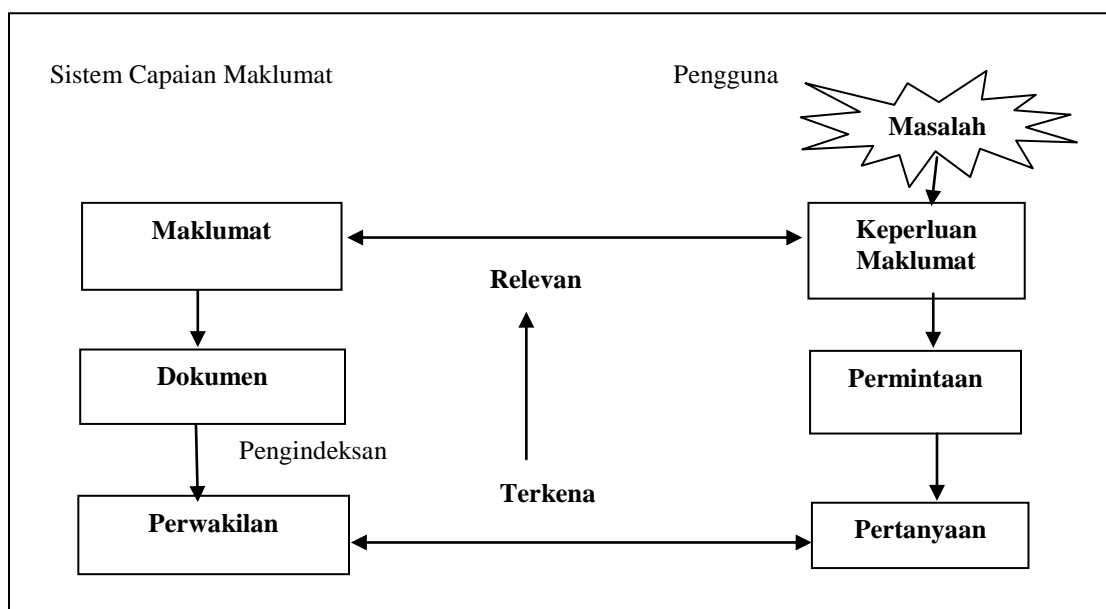 Sistem Capaian Maklumat
Pengguna
Masalah
Maklumat
Keperluan
Maklumat
Relevan
Dokumen
Permintaan
Pengindeksan
Terkena
Perwakilan
Pertanyaan